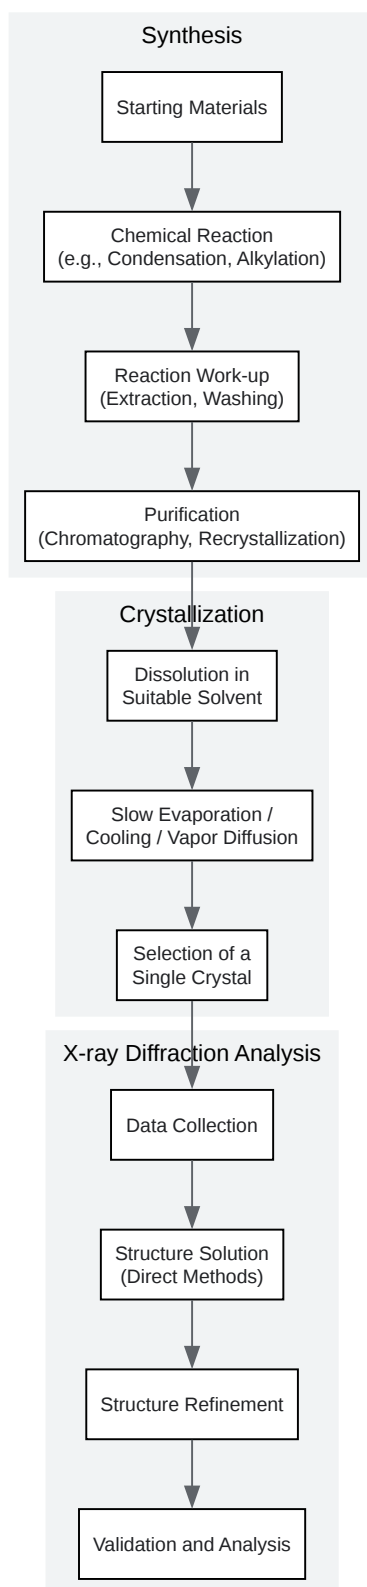 Synthesis
Starting Materials
Chemical Reaction
(e.g., Condensation, Alkylation)
Reaction Work-up
(Extraction, Washing)
Purification
(Chromatography, Recrystallization)
Crystallization
Dissolution in
Suitable Solvent
Slow Evaporation /
Cooling / Vapor Diffusion
Selection of a
Single Crystal
X-ray Diffraction Analysis
Data Collection
Structure Solution
(Direct Methods)
Structure Refinement
Validation and Analysis